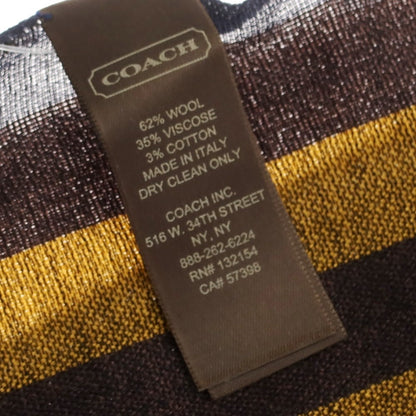 COACH
62% WOOL
35% VISCOSE
3% COTTON
MADE IN ITALY
DRY CLEAN ONLY
COACH INC.
516 W. 34TH STREET
NY, NY
888-262-6224
RN# 132154
CA# 57398